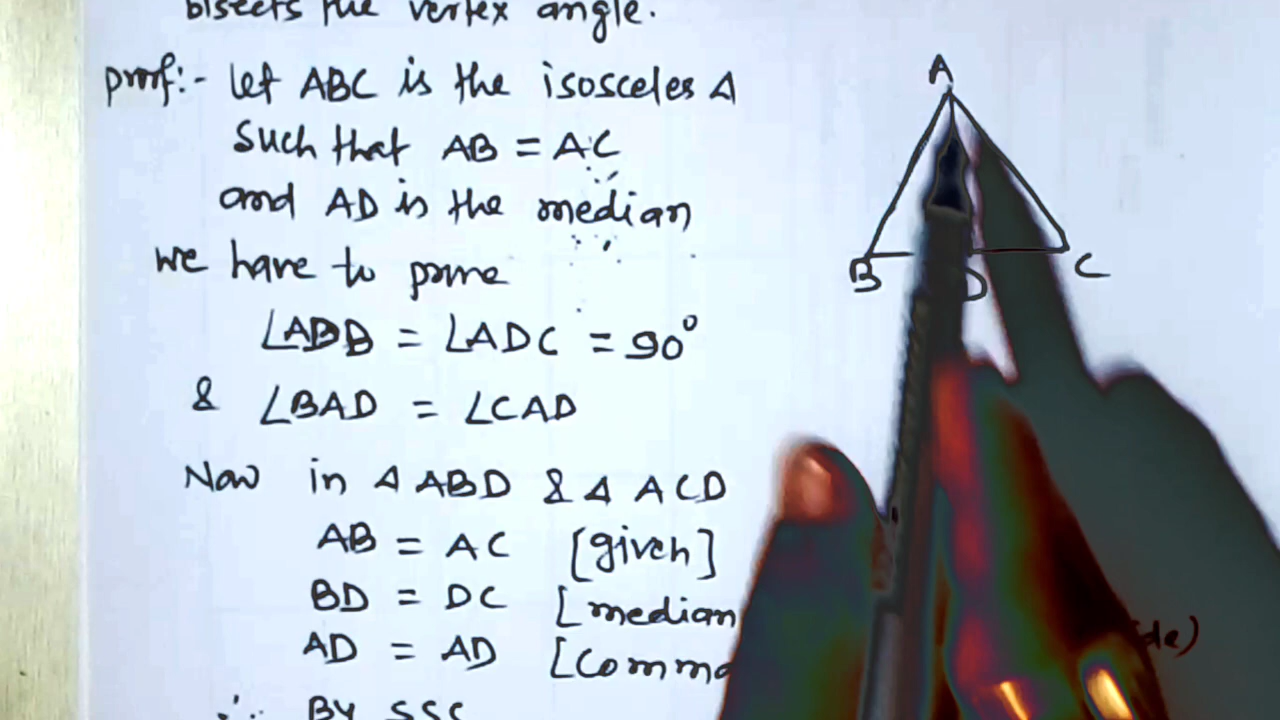 bisects the vertex angle.
proof:- let ABC is the isosceles Δ
such that AB = AC
and AD is the median
we have to prove
∠ADB = ∠ADC = 90°
& ∠BAD = ∠CAD
Now in Δ ABD & Δ ACD
AB = AC [given]
BD = DC [median
AD = AD [comm
∴ By SSC
A
B
D
C